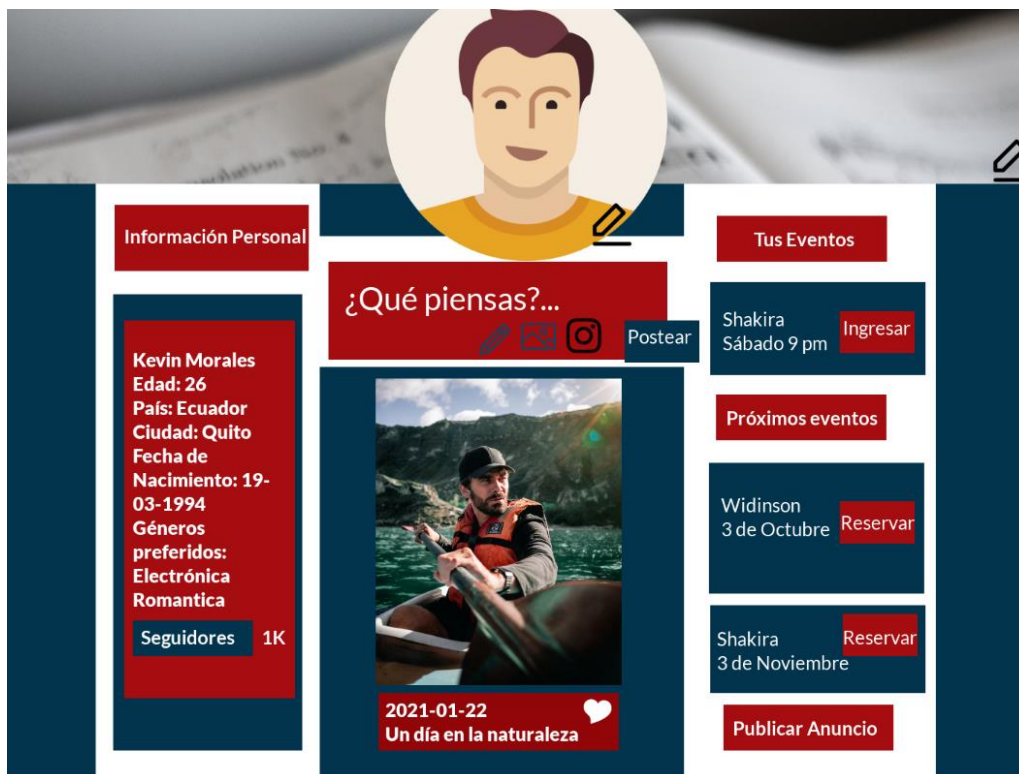 Información Personal
Kevin Morales
Edad: 26
País: Ecuador
Ciudad: Quito
Fecha de
Nacimiento: 19-
03-1994
Géneros
preferidos:
Electrónica
Romantica
Seguidores 1K
¿Qué piensas?...
Postear
2021-01-22
Un día en la naturaleza
Tus Eventos
Shakira
Sábado 9 pm
Ingresar
Próximos eventos
Widinson
3 de Octubre
Reservar
Shakira
3 de Noviembre
Reservar
Publicar Anuncio